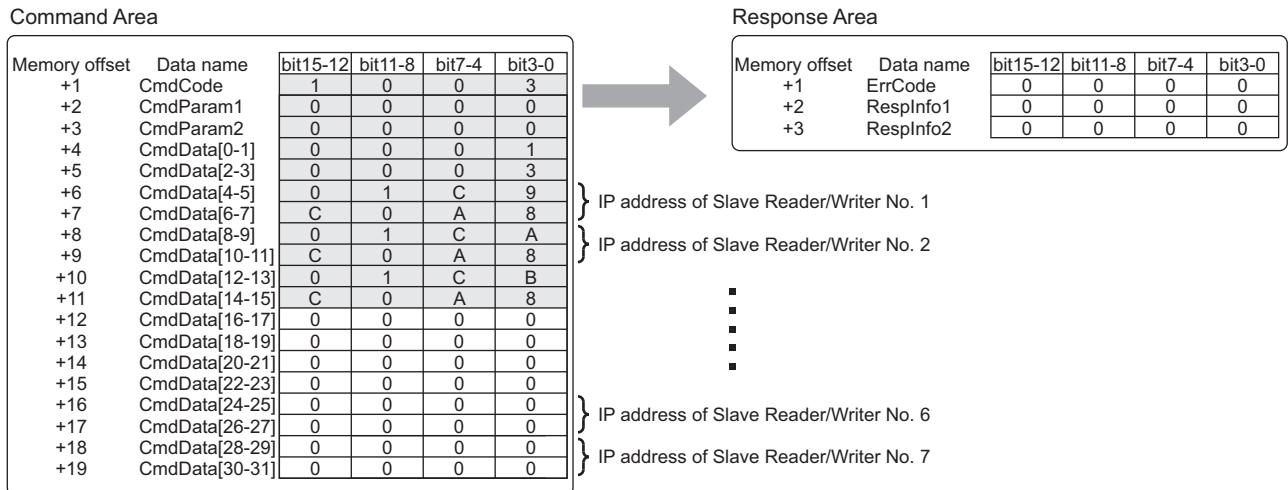 Command Area
Memory offset Data name bit15-12 bit11-8 bit7-4 bit3-0
+1 CmdCode 1 0 0 3
+2 CmdParam1 0 0 0 0
+3 CmdParam2 0 0 0 0
+4 CmdData[0-1] 0 0 0 1
+5 CmdData[2-3] 0 0 0 3
+6 CmdData[4-5] 0 1 C 9
+7 CmdData[6-7] C 0 A 8
+8 CmdData[8-9] 0 1 C A
+9 CmdData[10-11] C 0 A 8
+10 CmdData[12-13] 0 1 C B
+11 CmdData[14-15] C 0 A 8
+12 CmdData[16-17] 0 0 0 0
+13 CmdData[18-19] 0 0 0 0
+14 CmdData[20-21] 0 0 0 0
+15 CmdData[22-23] 0 0 0 0
+16 CmdData[24-25] 0 0 0 0
+17 CmdData[26-27] 0 0 0 0
+18 CmdData[28-29] 0 0 0 0
+19 CmdData[30-31] 0 0 0 0
IP address of Slave Reader/Writer No. 1
IP address of Slave Reader/Writer No. 2
IP address of Slave Reader/Writer No. 6
IP address of Slave Reader/Writer No. 7
Response Area
Memory offset Data name bit15-12 bit11-8 bit7-4 bit3-0
+1 ErrCode 0 0 0 0
+2 RespInfo1 0 0 0 0
+3 RespInfo2 0 0 0 0